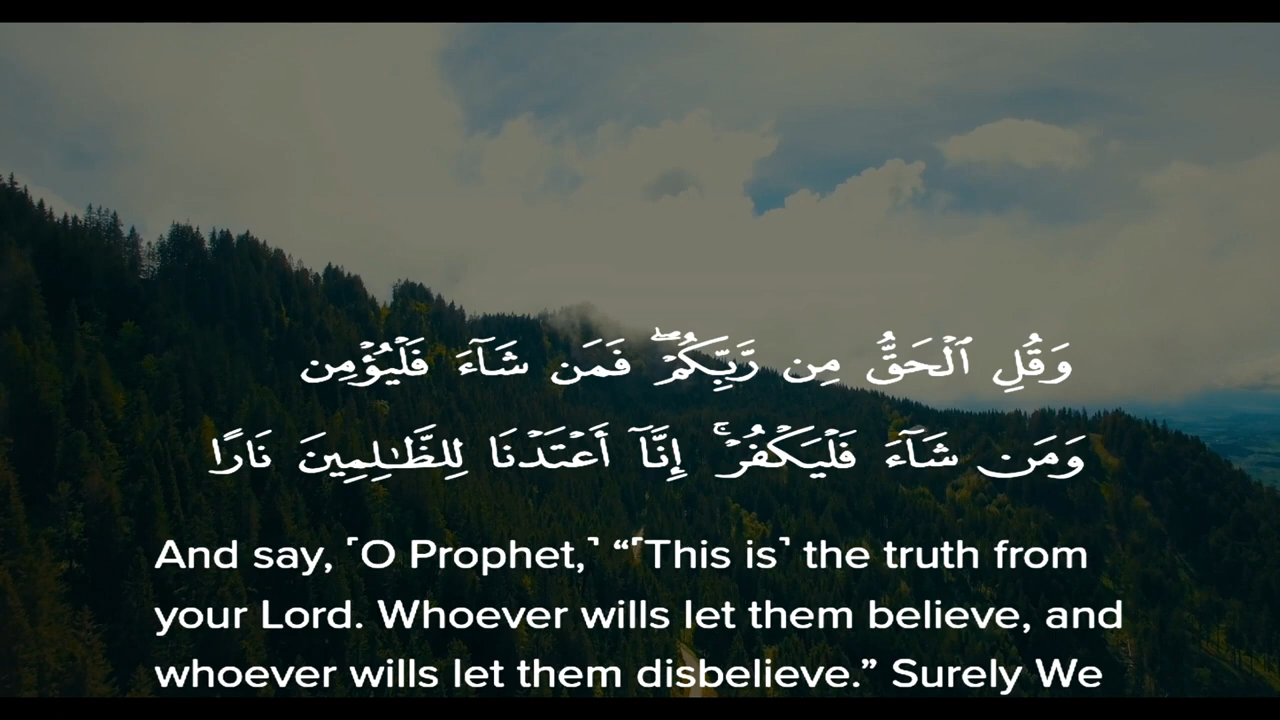 وَقُلِ ٱلْحَقُّ مِن رَّبِّكُمْ ۖ فَمَن شَآءَ فَلْيُؤْمِن
وَمَن شَآءَ فَلْيَكْفُرْ ۚ إِنَّآ أَعْتَدْنَا لِلظَّـٰلِمِينَ نَارًا
And say, ˹O Prophet,˺ “˹This is˺ the truth from
your Lord. Whoever wills let them believe, and
whoever wills let them disbelieve.” Surely We